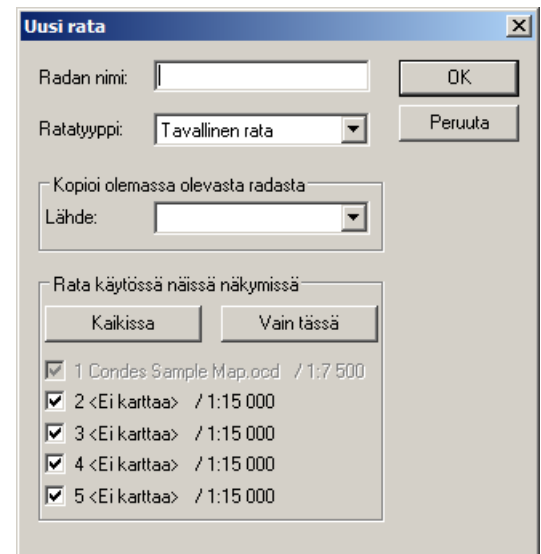 Uusi rata
Radan nimi:
OK
Ratatyyppi: Tavallinen rata
Peruuta
Kopioi olemassa olevasta radasta
Lähde:
Rata käytössä näissä näkymissä
Kaikissa
Vain tässä
1 Condes Sample Map.ocd / 1:7 500
2 <Ei karttaa> / 1:15 000
3 <Ei karttaa> / 1:15 000
4 <Ei karttaa> / 1:15 000
5 <Ei karttaa> / 1:15 000